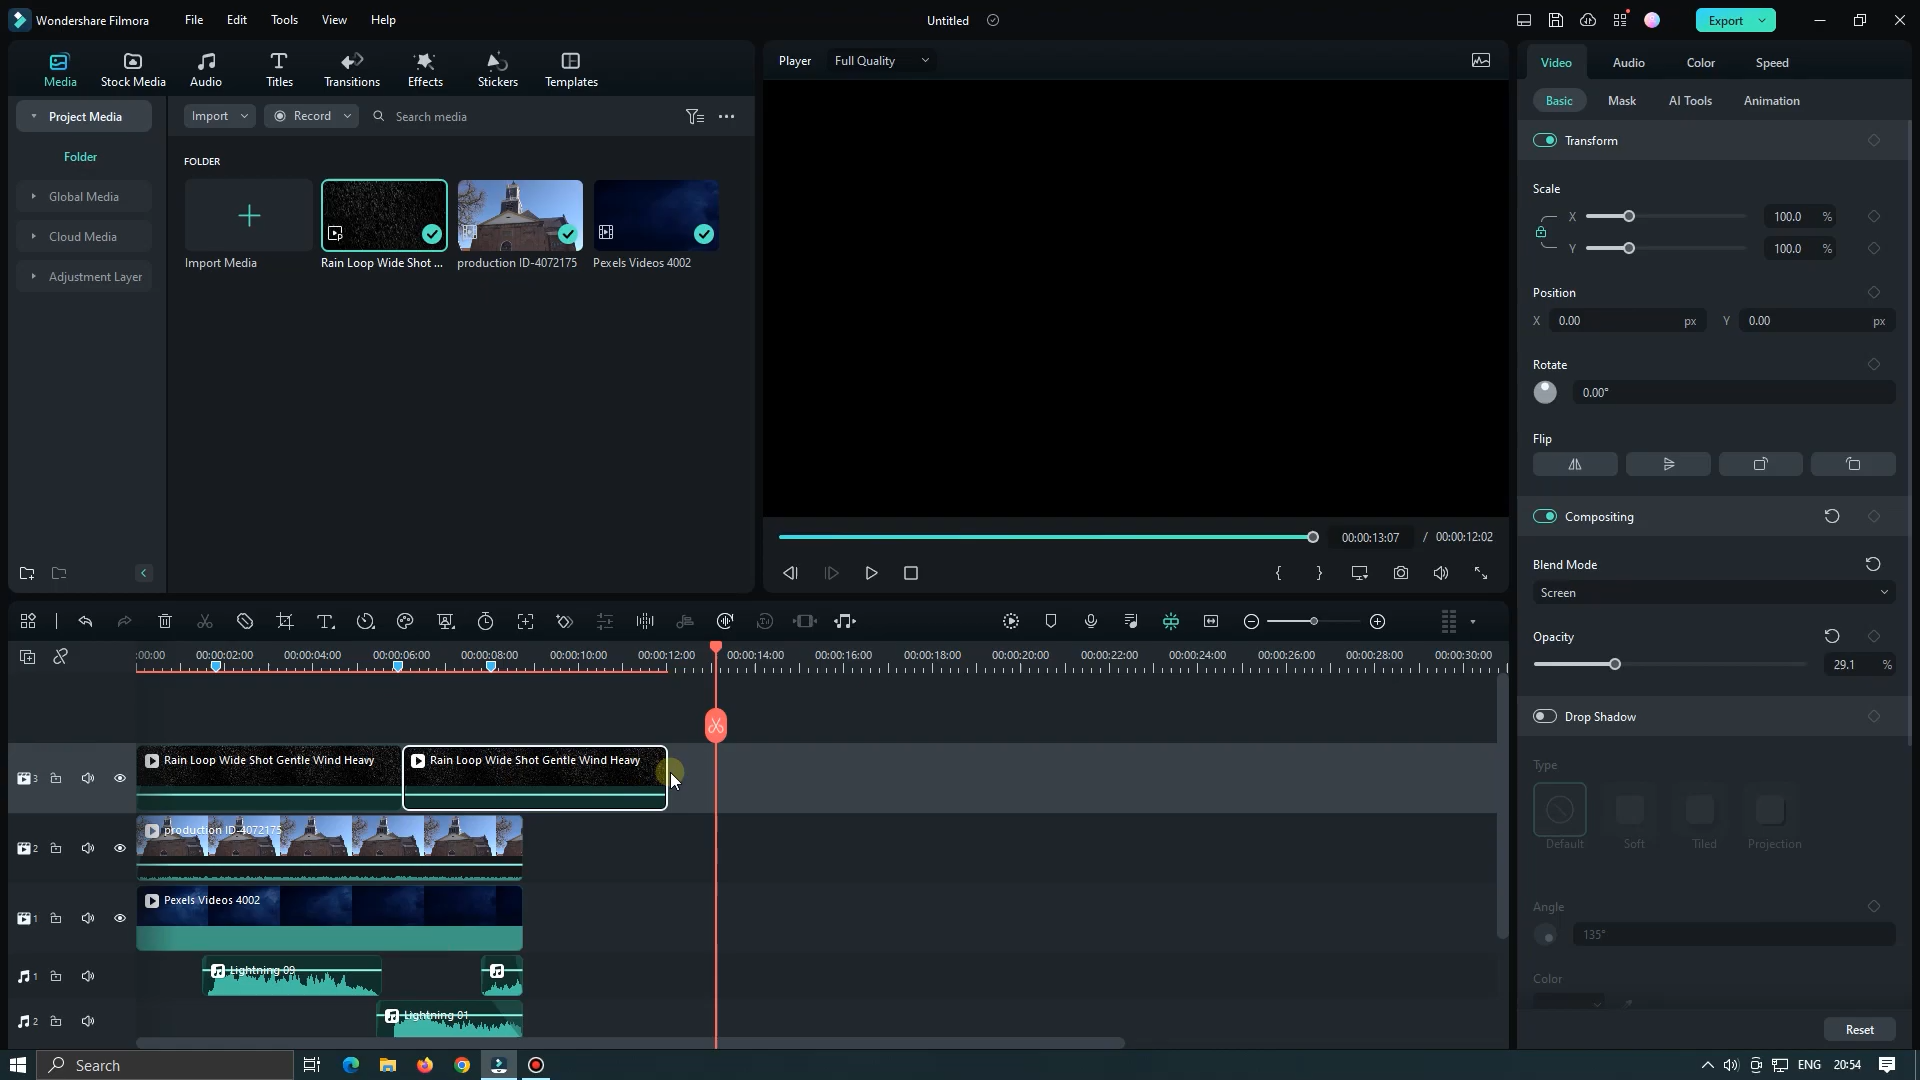 Wondershare Filmora
File
Edit
Tools
View
Help
Untitled
Export
Media
Stock Media
Audio
Titles
Transitions
Effects
Stickers
Templates
Player
Full Quality
Video
Audio
Color
Speed
Basic
Mask
AI Tools
Animation
Project Media
Folder
Global Media
Cloud Media
Adjustment Layer
Import
Record
Search media
FOLDER
Import Media
Rain Loop Wide Shot ...
production ID-4072175
Pexels Videos 4002
00:00:13:07 / 00:00:12:02
Transform
Scale
X 100.0 %
Y 100.0 %
Position
X 0.00 px Y 0.00 px
Rotate
0.00°
Flip
Compositing
Blend Mode
Screen
Opacity
29.1 %
Drop Shadow
Type
Default
Soft
Tiled
Projection
Angle
135°
Color
Reset
:00:00 00:00:02:00 00:00:04:00 00:00:06:00 00:00:08:00 00:00:10:00 00:00:12:00 00:00:14:00 00:00:16:00 00:00:18:00 00:00:20:00 00:00:22:00 00:00:24:00 00:00:26:00 00:00:28:00 00:00:30:00
3
Rain Loop Wide Shot Gentle Wind Heavy
Rain Loop Wide Shot Gentle Wind Heavy
2
production ID-4072175
1
Pexels Videos 4002
1
Lightning 09
2
Lightning 01
Search
ENG
20:54